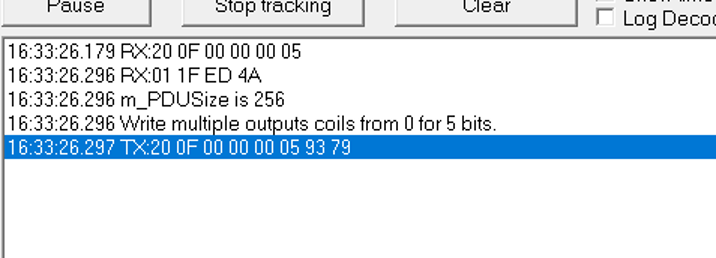 Pause Stop tracking Clear
Log Decod
16:33:26.179 RX:20 0F 00 00 00 05
16:33:26.296 RX:01 1F ED 4A
16:33:26.296 m_PDUSize is 256
16:33:26.296 Write multiple outputs coils from 0 for 5 bits.
16:33:26.297 TX:20 0F 00 00 00 05 93 79